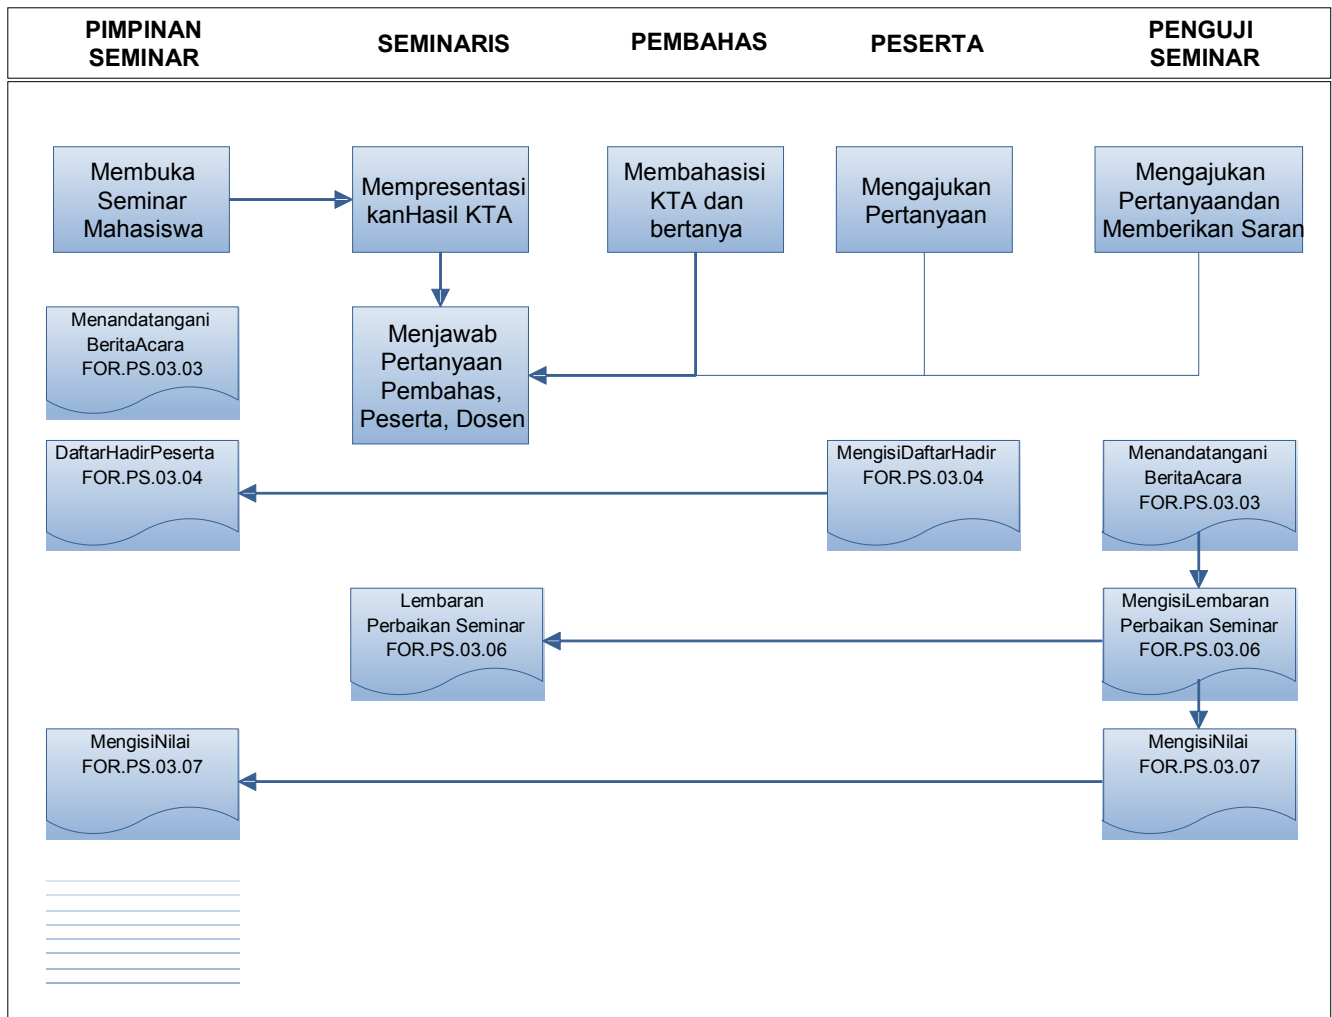 PIMPINAN
SEMINAR
SEMINARIS
PEMBAHAS
PESERTA
PENGUJI
SEMINAR
Membuka
Seminar
Mahasiswa
Mempresentasi
kanHasil KTA
Membahasisi
KTA dan
bertanya
Mengajukan
Pertanyaan
Mengajukan
Pertanyaandan
Memberikan Saran
Menandatangani
BeritaAcara
FOR.PS.03.03
Menjawab
Pertanyaan
Pembahas,
Peserta, Dosen
DaftarHadirPeserta
FOR.PS.03.04
MengisiDaftarHadir
FOR.PS.03.04
Menandatangani
BeritaAcara
FOR.PS.03.03
Lembaran
Perbaikan Seminar
FOR.PS.03.06
MengisiLembaran
Perbaikan Seminar
FOR.PS.03.06
MengisiNilai
FOR.PS.03.07
MengisiNilai
FOR.PS.03.07